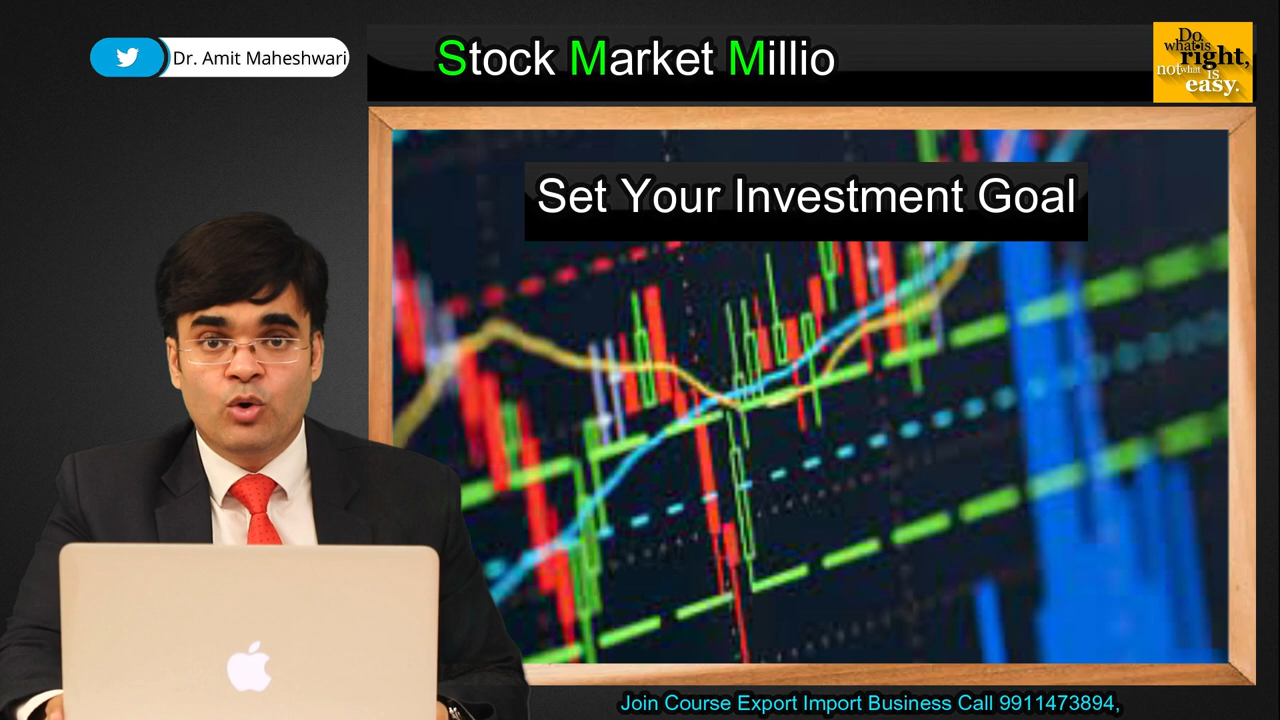 Dr. Amit Maheshwari
Stock Market Millio
Do
what is
right,
not what
is
easy.
Set Your Investment Goal
Join Course Export Import Business Call 9911473894,